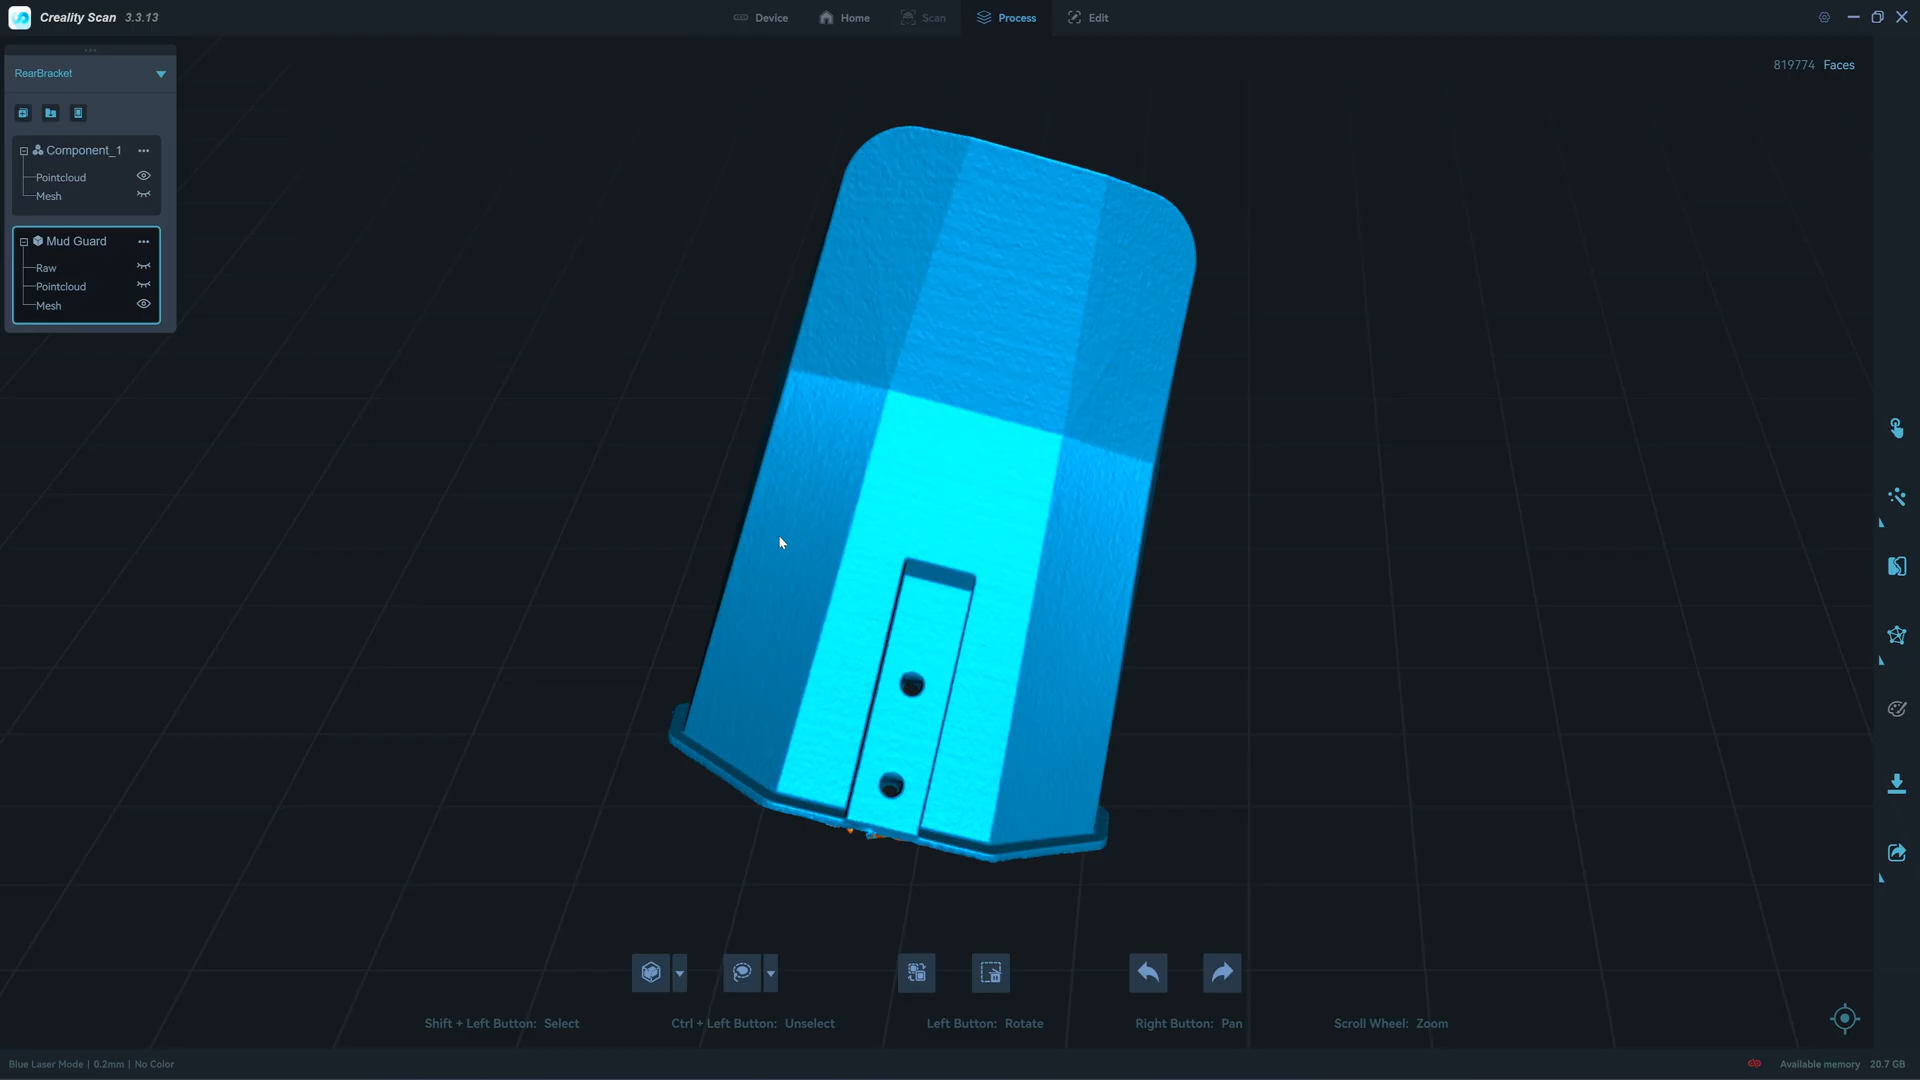 Creality Scan 3.3.13
Device
Home
Scan
Process
Edit
RearBracket
819774 Faces
Component_1
Pointcloud
Mesh
Mud Guard
Raw
Pointcloud
Mesh
Shift + Left Button: Select
Ctrl + Left Button: Unselect
Left Button: Rotate
Right Button: Pan
Scroll Wheel: Zoom
Blue Laser Mode | 0.2mm | No Color
Available memory 20.7 GB